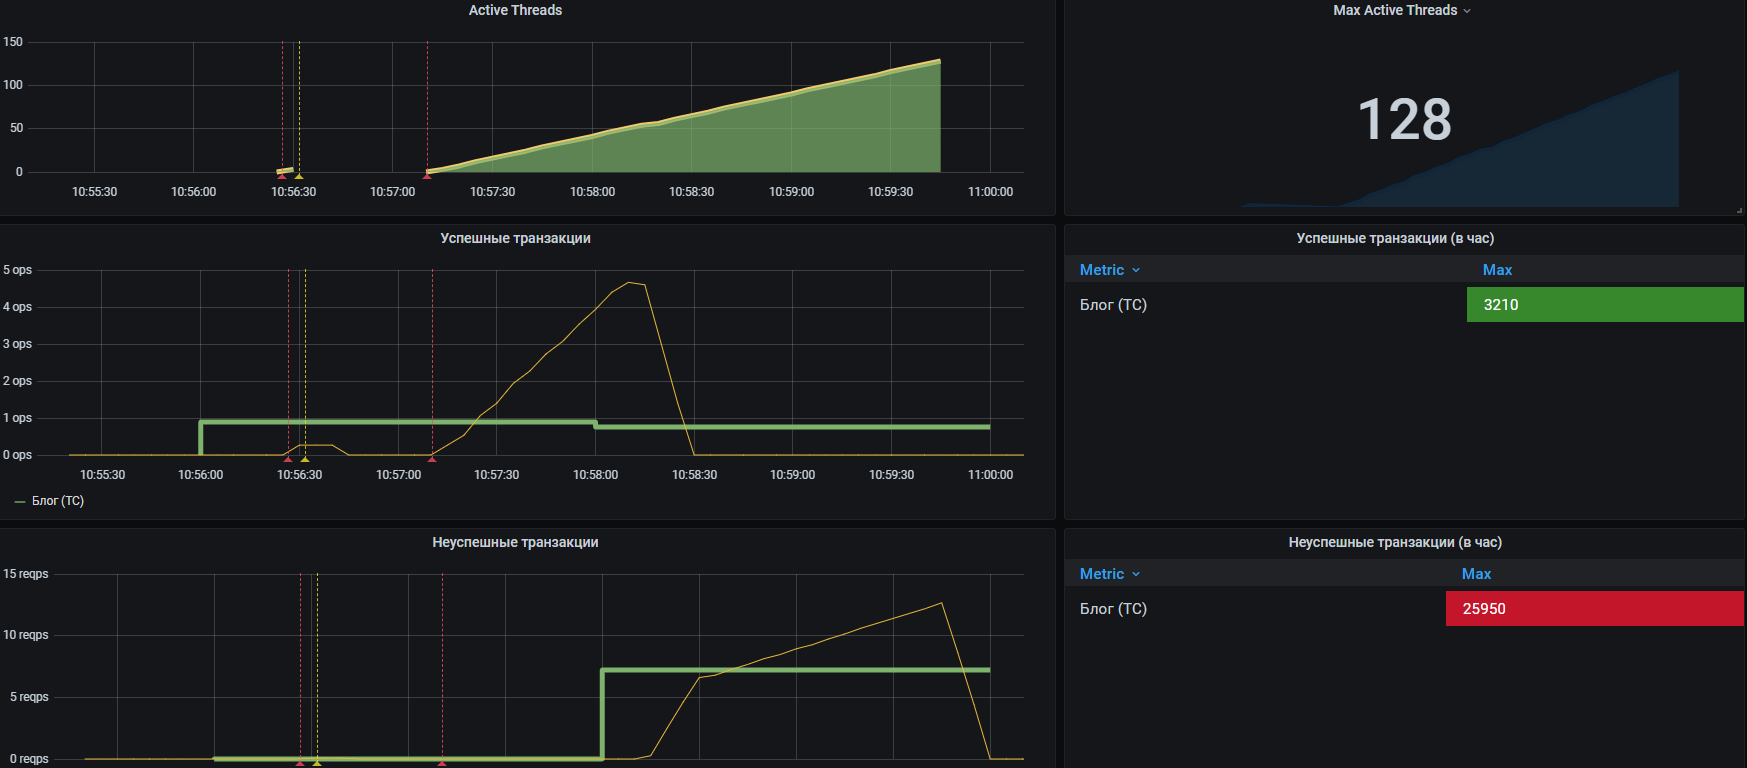 Active Threads
150
100
50
0
10:55:30 10:56:00 10:56:30 10:57:00 10:57:30 10:58:00 10:58:30 10:59:00 10:59:30 11:00:00
Max Active Threads
128
Успешные транзакции
5 ops
4 ops
3 ops
2 ops
1 ops
0 ops
10:55:30 10:56:00 10:56:30 10:57:00 10:57:30 10:58:00 10:58:30 10:59:00 10:59:30 11:00:00
Блог (ТС)
Успешные транзакции (в час)
Metric Max
Блог (ТС) 3210
Неуспешные транзакции
15 reqps
10 reqps
5 reqps
0 reqps
Неуспешные транзакции (в час)
Metric Max
Блог (ТС) 25950